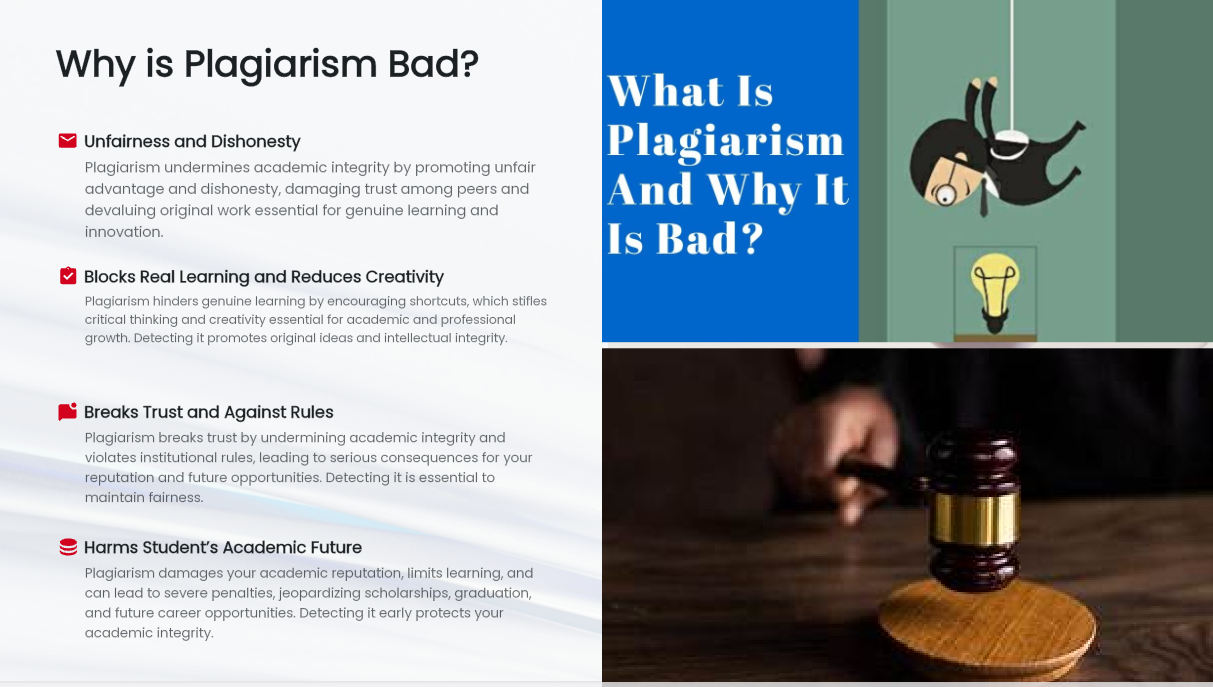 Why is Plagiarism Bad?
Unfairness and Dishonesty
Plagiarism undermines academic integrity by promoting unfair
advantage and dishonesty, damaging trust among peers and
devaluing original work essential for genuine learning and
innovation.
Blocks Real Learning and Reduces Creativity
Plagiarism hinders genuine learning by encouraging shortcuts, which stifles
critical thinking and creativity essential for academic and professional
growth. Detecting it promotes original ideas and intellectual integrity.
Breaks Trust and Against Rules
Plagiarism breaks trust by undermining academic integrity and
violates institutional rules, leading to serious consequences for your
reputation and future opportunities. Detecting it is essential to
maintain fairness.
Harms Student’s Academic Future
Plagiarism damages your academic reputation, limits learning, and
can lead to severe penalties, jeopardizing scholarships, graduation,
and future career opportunities. Detecting it early protects your
academic integrity.
What Is
Plagiarism
And Why It
Is Bad?